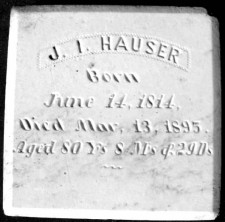 J. I. HAUSER
Born
June 14, 1814.
Died Mar. 13, 1895.
Aged 80 Ys 8 Ms & 29 Ds